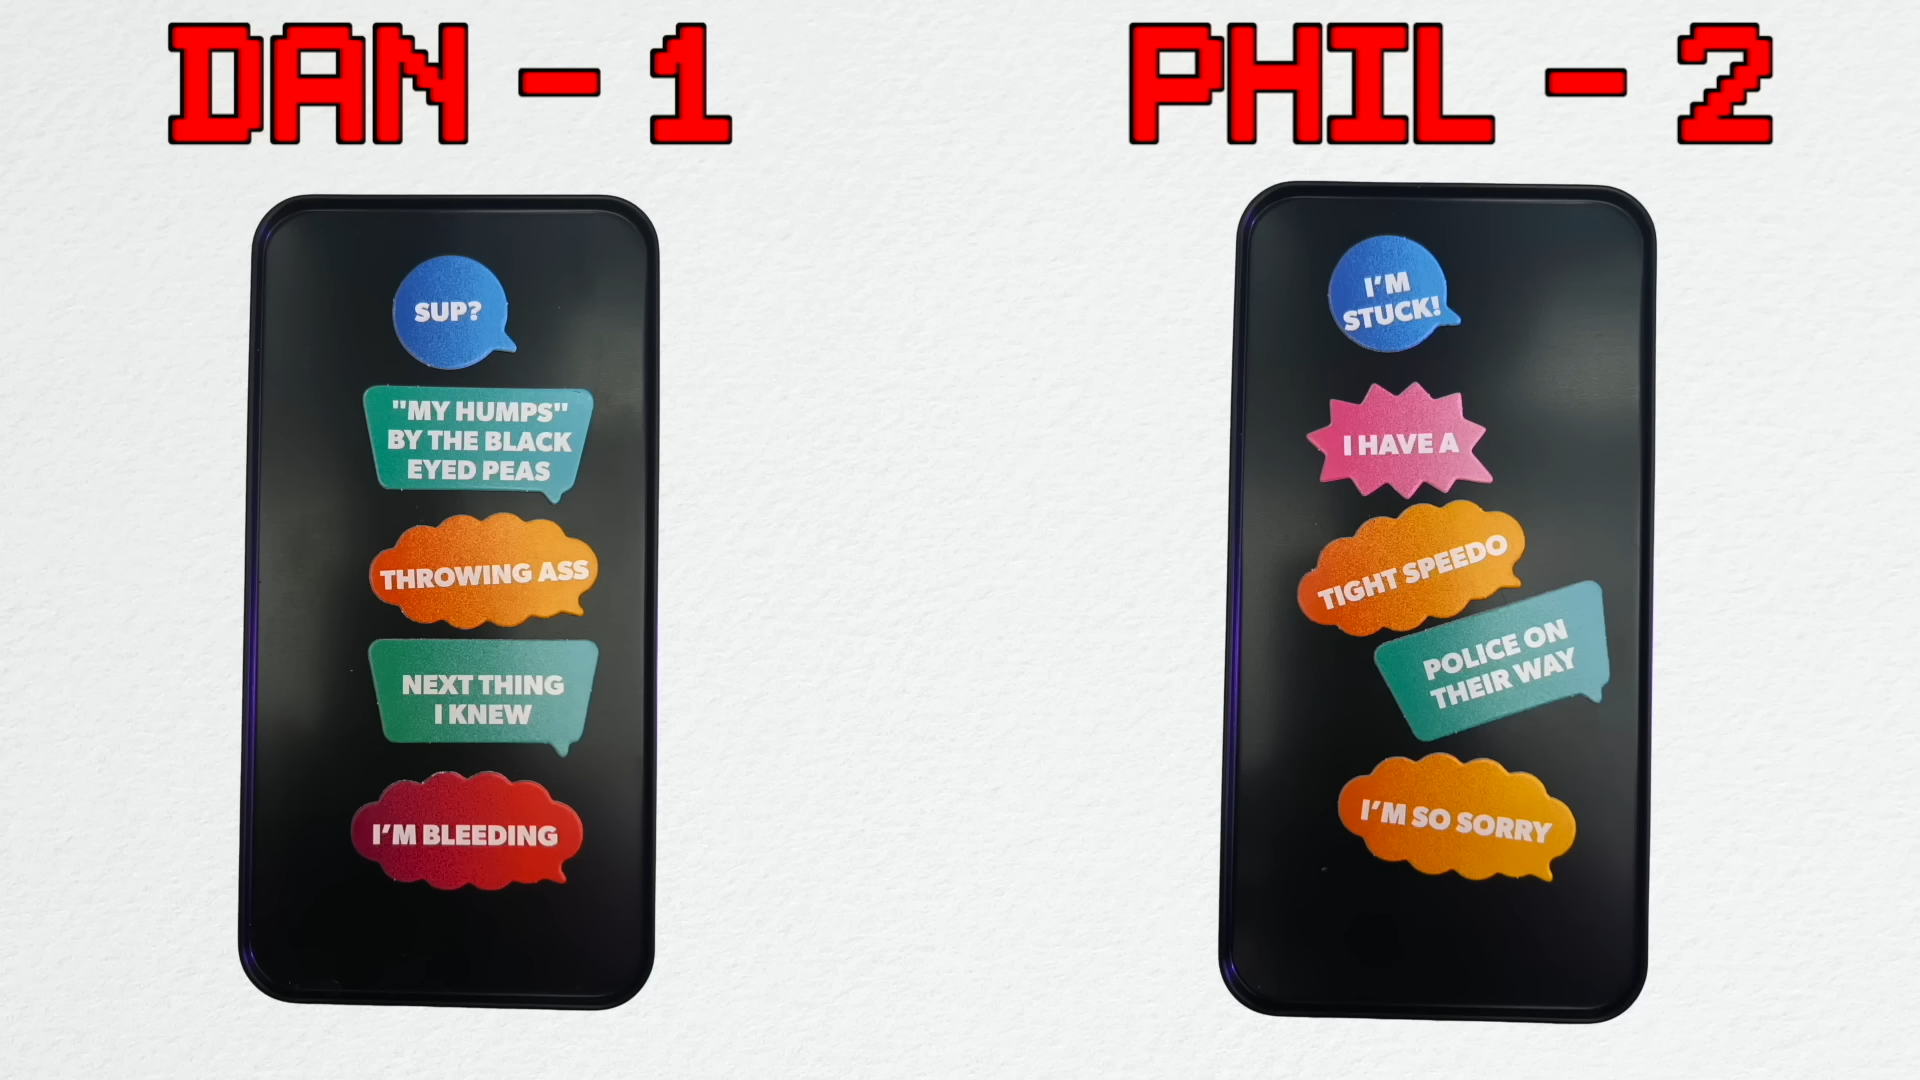 DAN - 1
SUP?
"MY HUMPS"
BY THE BLACK
EYED PEAS
THROWING ASS
NEXT THING
I KNEW
I'M BLEEDING
PHIL - 2
I'M
STUCK!
I HAVE A
TIGHT SPEEDO
POLICE ON
THEIR WAY
I'M SO SORRY